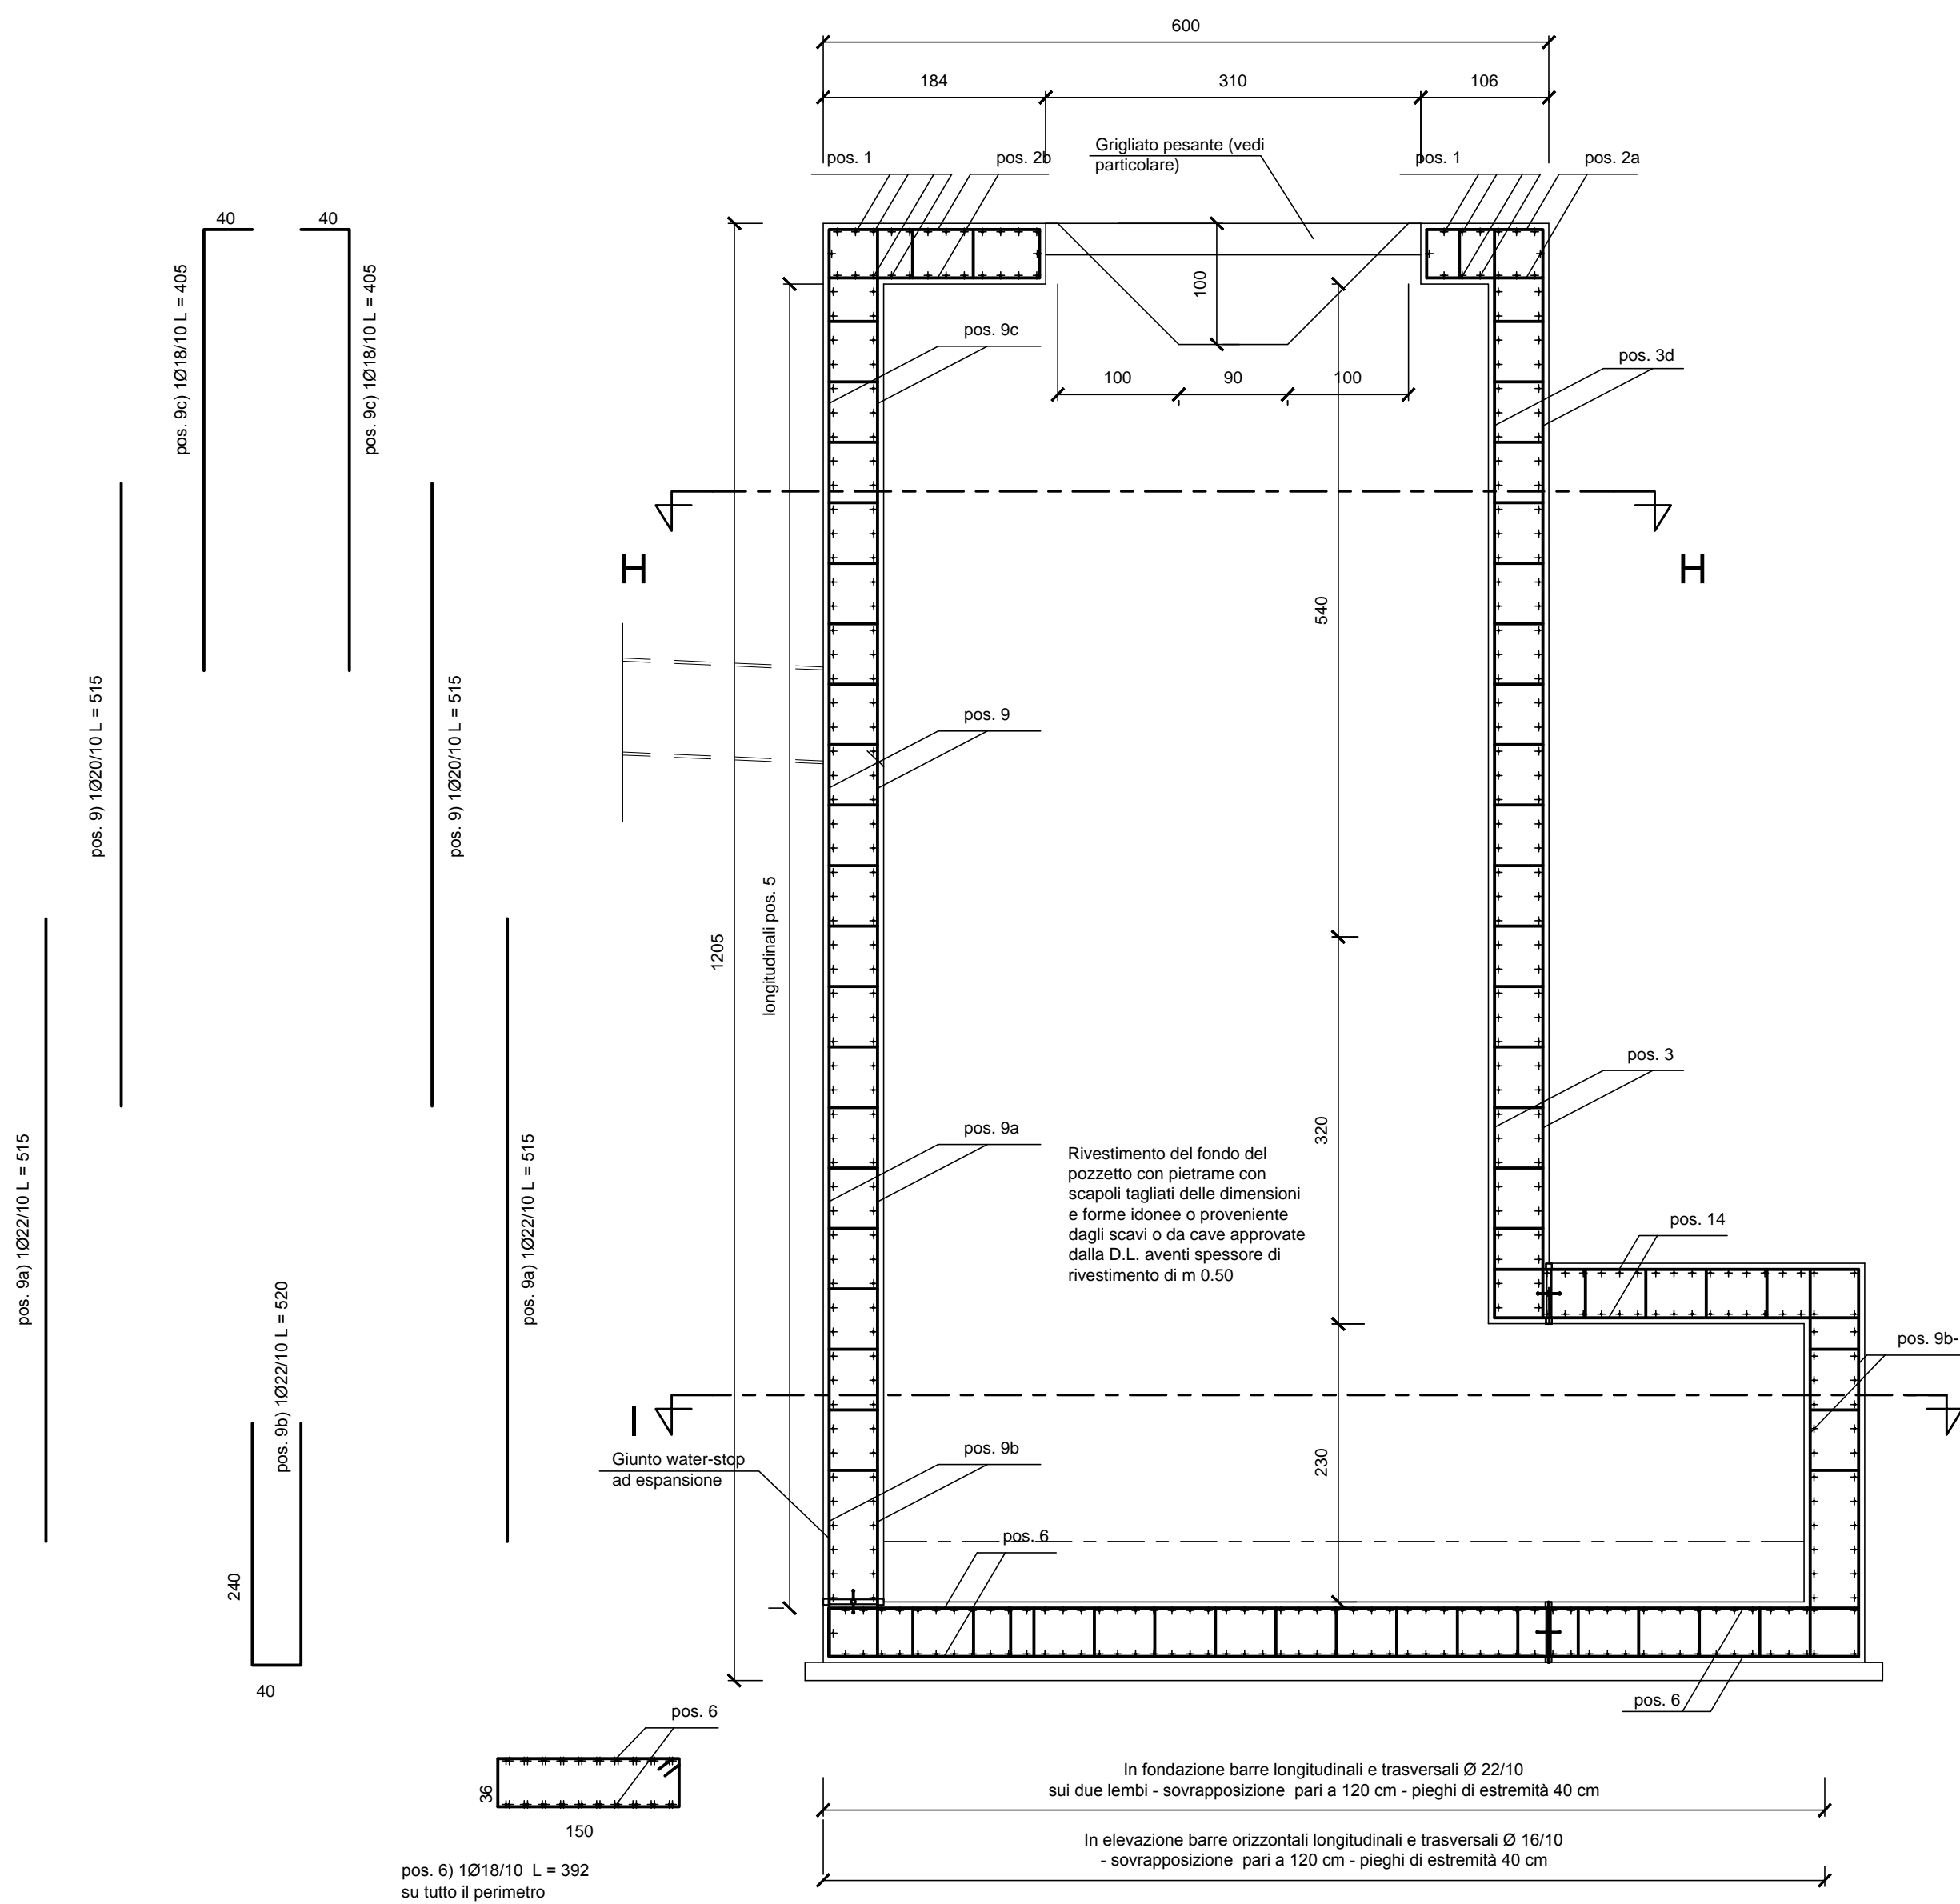 600
184
310
106
pos. 1
pos. 2b
Grigliato pesante (vedi
particolare)
pos. 1
pos. 2a
40
40
pos. 9c) 1Ø18/10 L = 405
pos. 9c) 1Ø18/10 L = 405
100
pos. 9c
pos. 3d
100
90
100
H
H
540
pos. 9) 1Ø20/10 L = 515
pos. 9) 1Ø20/10 L = 515
pos. 9
longitudinali pos. 5
1205
pos. 3
pos. 9a
320
Rivestimento del fondo del
pozzetto con pietrame con
scapoli tagliati delle dimensioni
e forme idonee o proveniente
dagli scavi o da cave approvate
dalla D.L. aventi spessore di
rivestimento di m 0.50
pos. 9a) 1Ø22/10 L = 515
pos. 9a) 1Ø22/10 L = 515
pos. 14
pos. 9b-
pos. 9b) 1Ø22/10 L = 520
I
Giunto water-stop
ad espansione
pos. 9b
230
pos. 6
240
40
pos. 6
pos. 6
36
150
pos. 6) 1Ø18/10 L = 392
su tutto il perimetro
In fondazione barre longitudinali e trasversali Ø 22/10
sui due lembi - sovrapposizione pari a 120 cm - pieghi di estremità 40 cm
In elevazione barre orizzontali longitudinali e trasversali Ø 16/10
- sovrapposizione pari a 120 cm - pieghi di estremità 40 cm